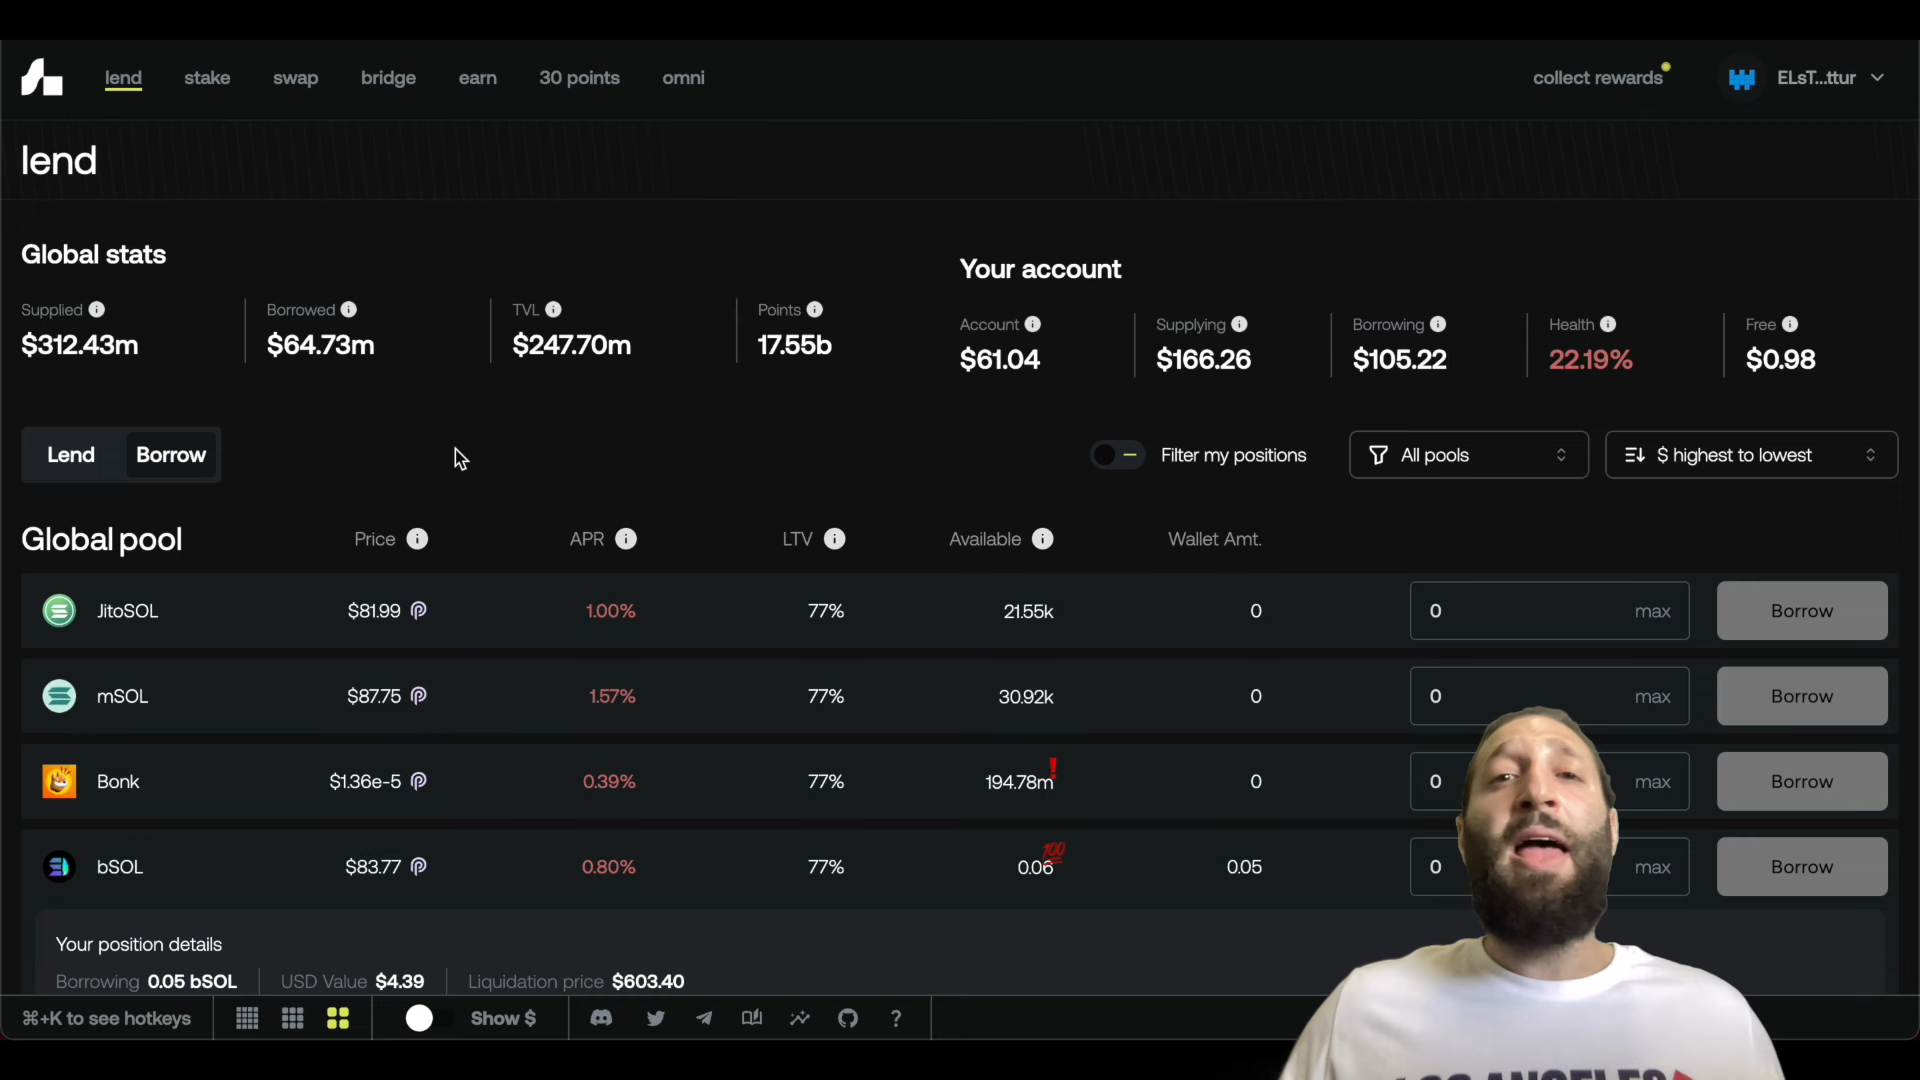 lend stake swap bridge earn 30 points omni collect rewards ELsT...ttur
lend
Global stats
Your account
Supplied Borrowed TVL Points
$312.43m $64.73m $247.70m 17.55b
Account Supplying Borrowing Health Free
$61.04 $166.26 $105.22 22.19% $0.98
Lend Borrow Filter my positions All pools $ highest to lowest
Global pool Price APR LTV Available Wallet Amt.
JitoSOL $81.99 1.00% 77% 21.55k 0 0 max Borrow
mSOL $87.75 1.57% 77% 30.92k 0 0 max Borrow
Bonk $1.36e-5 0.39% 77% 194.78m 0 0 max Borrow
bSOL $83.77 0.80% 77% 0.06 💯 0.05 0 max Borrow
Your position details
Borrowing 0.05 bSOL USD Value $4.39 Liquidation price $603.40
⌘+K to see hotkeys Show $ ?